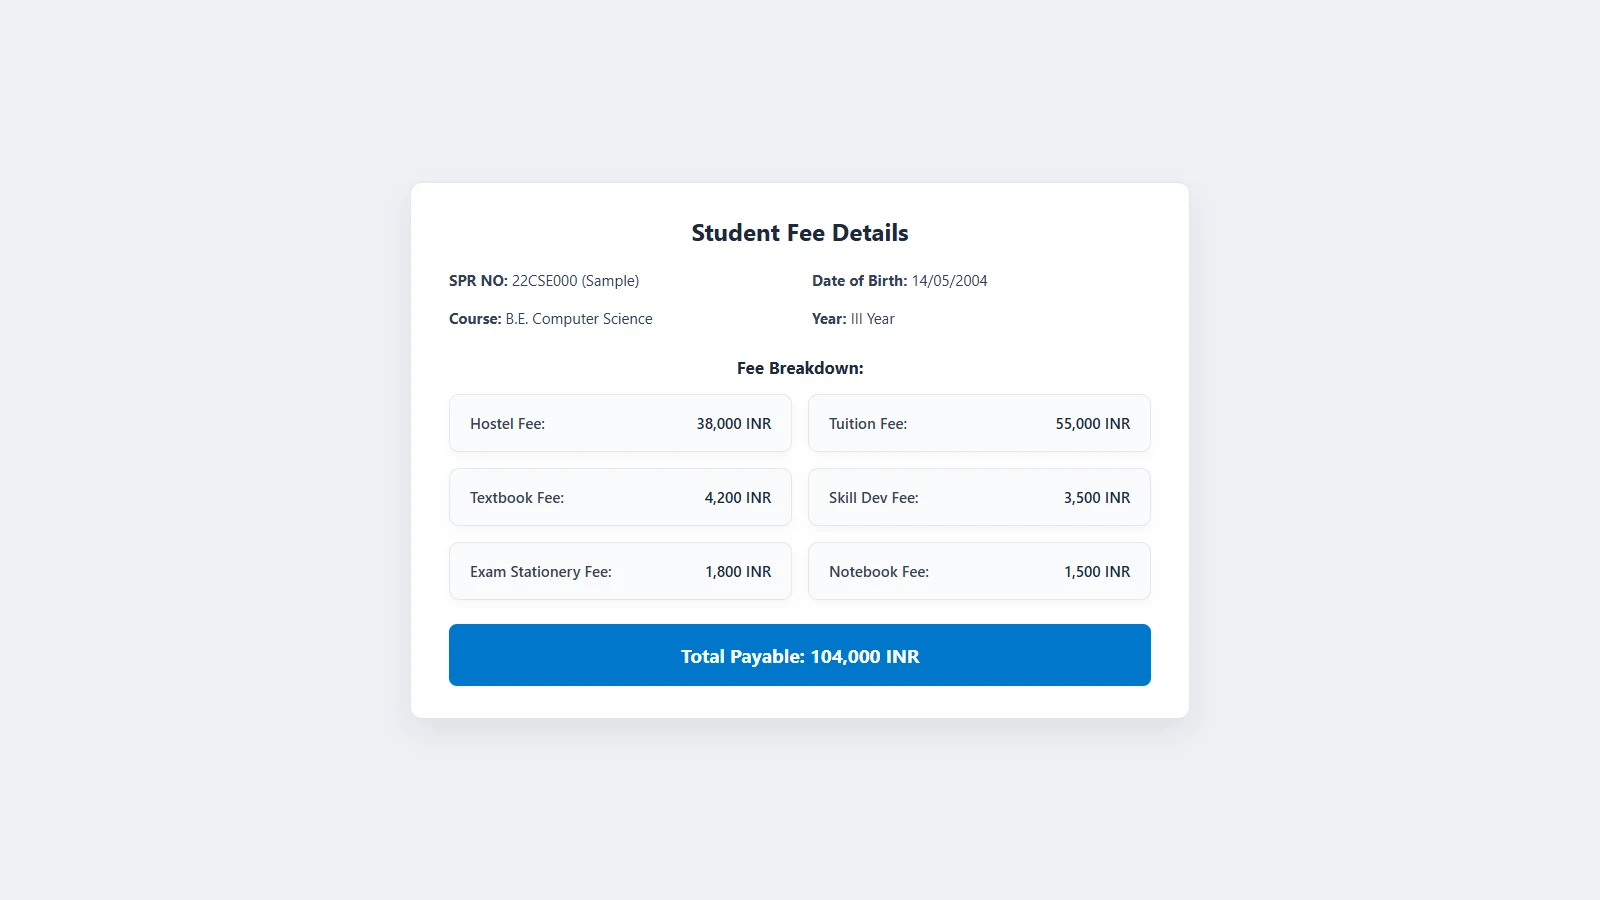 Student Fee Details
SPR NO: 22CSE000 (Sample)
Date of Birth: 14/05/2004
Course: B.E. Computer Science
Year: III Year
Fee Breakdown:
Hostel Fee: 38,000 INR
Tuition Fee: 55,000 INR
Textbook Fee: 4,200 INR
Skill Dev Fee: 3,500 INR
Exam Stationery Fee: 1,800 INR
Notebook Fee: 1,500 INR
Total Payable: 104,000 INR